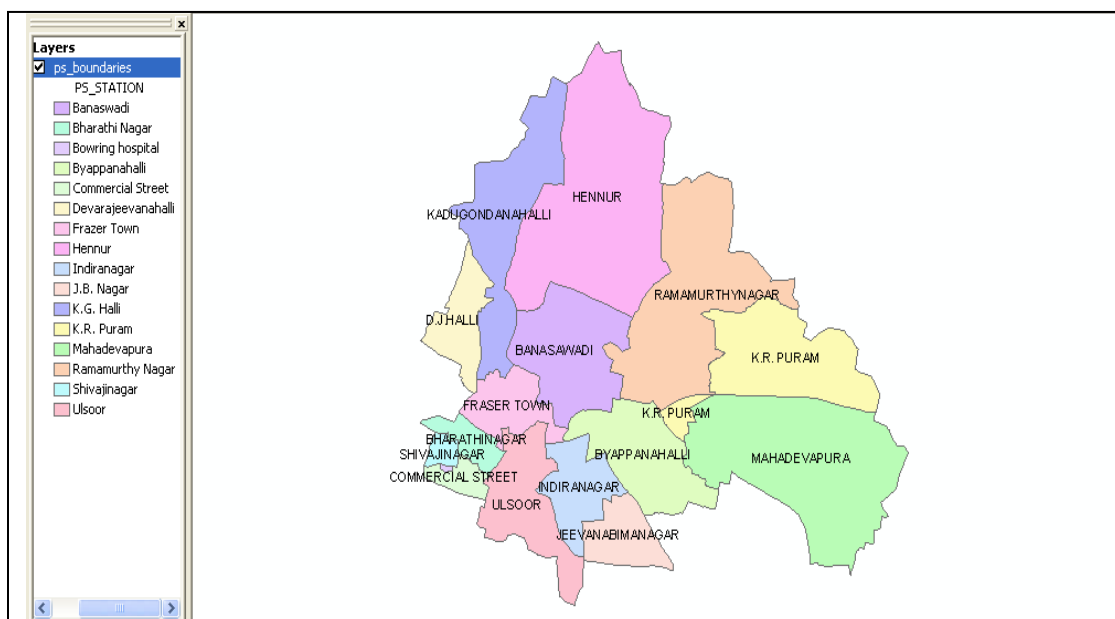 Layers
ps_boundaries
PS_STATION
Banaswadi
Bharathi Nagar
Bowring hospital
Byappanahalli
Commercial Street
Devarajeevanahalli
Frazer Town
Hennur
Indiranagar
J.B. Nagar
K.G. Halli
K.R. Puram
Mahadevapura
Ramamurthy Nagar
Shivajinagar
Ulsoor
HENNUR
KADUGONDANAHALLI
RAMAMURTHYNAGAR
D.J.HALLI
BANASAWADI
K.R. PURAM
FRASER TOWN
K.R. PURAM
BHARATHINAGAR
SHIVAJINAGAR
BYAPPANAHALLI
MAHADEVAPURA
COMMERCIAL STREET
INDIRANAGAR
ULSOOR
JEEVANABIMANAGAR